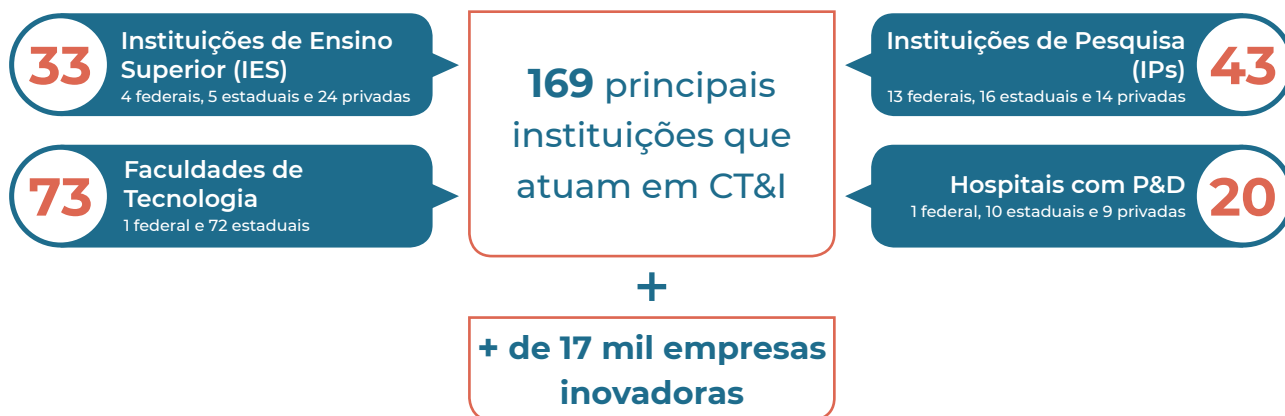 33
Instituições de Ensino
Superior (IES)
4 federais, 5 estaduais e 24 privadas
73
Faculdades de
Tecnologia
1 federal e 72 estaduais
169 principais
instituições que
atuam em CT&I
Instituições de Pesquisa
(IPs)
13 federais, 16 estaduais e 14 privadas
43
Hospitais com P&D
1 federal, 10 estaduais e 9 privadas
20
+
+ de 17 mil empresas
inovadoras